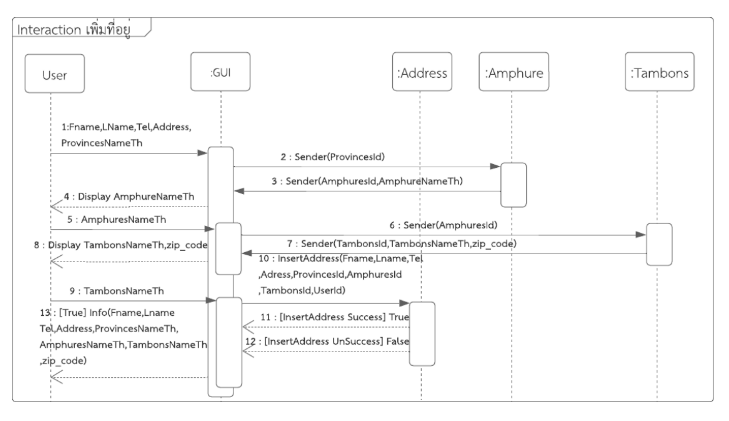 Interaction เพิ่มที่อยู่
User
:GUI
:Address
:Amphure
:Tambons
1:Fname,LName,Tel,Address,
ProvincesNameTh
2 : Sender(ProvincesId)
3 : Sender(AmphuresId,AmphureNameTh)
4 : Display AmphureNameTh
5 : AmphuresNameTh
6 : Sender(AmphuresId)
7 : Sender(TambonsId,TambonsNameTh,zip_code)
8 : Display TambonsNameTh,zip_code
9 : TambonsNameTh
10 : InsertAddress(Fname,Lname,Tel
,Adress,ProvincesId,AmphuresId
,TambonsId,UserId)
11 : [InsertAddress Success] True
12 : [InsertAddress UnSuccess] False
13 : [True] Info(Fname,Lname
Tel,Address,ProvincesNameTh,
AmphuresNameTh,TambonsNameTh
,zip_code)